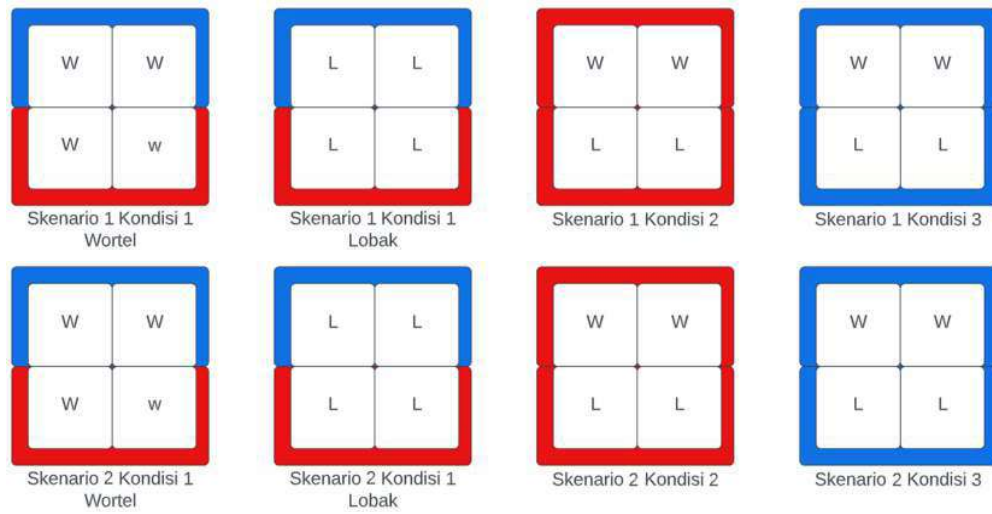 W W L L W W W W
W w L L L L L L
Skenario 1 Kondisi 1 Wortel
Skenario 1 Kondisi 1 Lobak
Skenario 1 Kondisi 2
Skenario 1 Kondisi 3
W W L L W W W W
W w L L L L L L
Skenario 2 Kondisi 1 Wortel
Skenario 2 Kondisi 1 Lobak
Skenario 2 Kondisi 2
Skenario 2 Kondisi 3